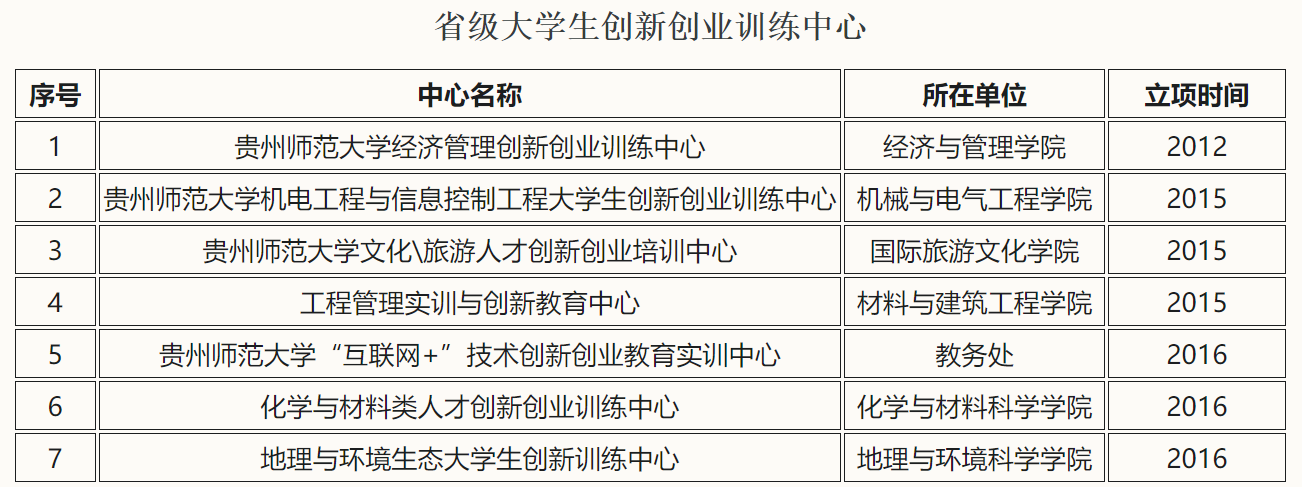 省级大学生创新创业训练中心
序号 中心名称 所在单位 立项时间
1 贵州师范大学经济管理创新创业训练中心 经济与管理学院 2012
2 贵州师范大学机电工程与信息控制工程大学生创新创业训练中心 机械与电气工程学院 2015
3 贵州师范大学文化\旅游人才创新创业培训中心 国际旅游文化学院 2015
4 工程管理实训与创新教育中心 材料与建筑工程学院 2015
5 贵州师范大学“互联网+”技术创新创业教育实训中心 教务处 2016
6 化学与材料类人才创新创业训练中心 化学与材料科学学院 2016
7 地理与环境生态大学生创新训练中心 地理与环境科学学院 2016